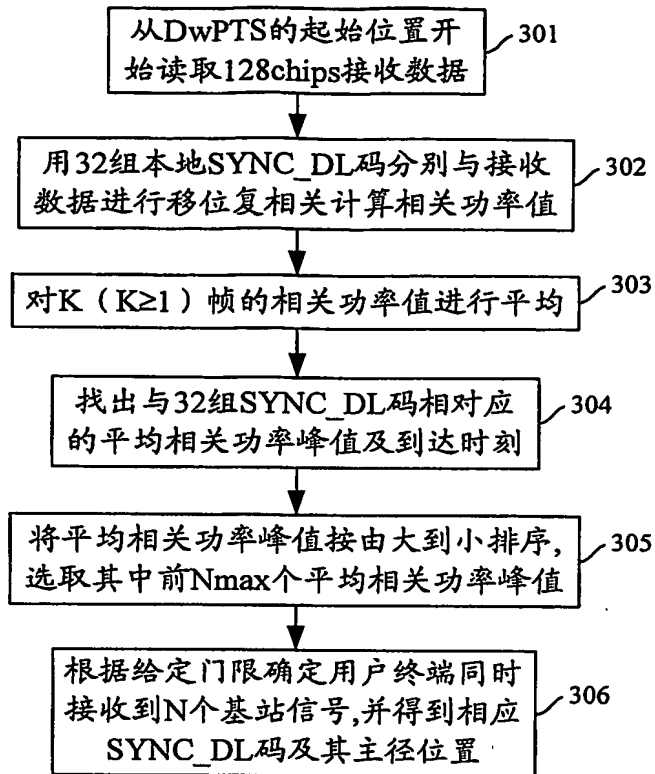 从DwPTS的起始位置开
始读取128chips接收数据
301
用32组本地SYNC_DL码分别与接收
数据进行移位复相关计算相关功率值
302
对K（K≥1）帧的相关功率值进行平均
303
找出与32组SYNC_DL码相对应
的平均相关功率峰值及到达时刻
304
将平均相关功率峰值按由大到小排序,
选取其中前Nmax个平均相关功率峰值
305
根据给定门限确定用户终端同时
接收到N个基站信号,并得到相应
SYNC_DL码及其主径位置
306